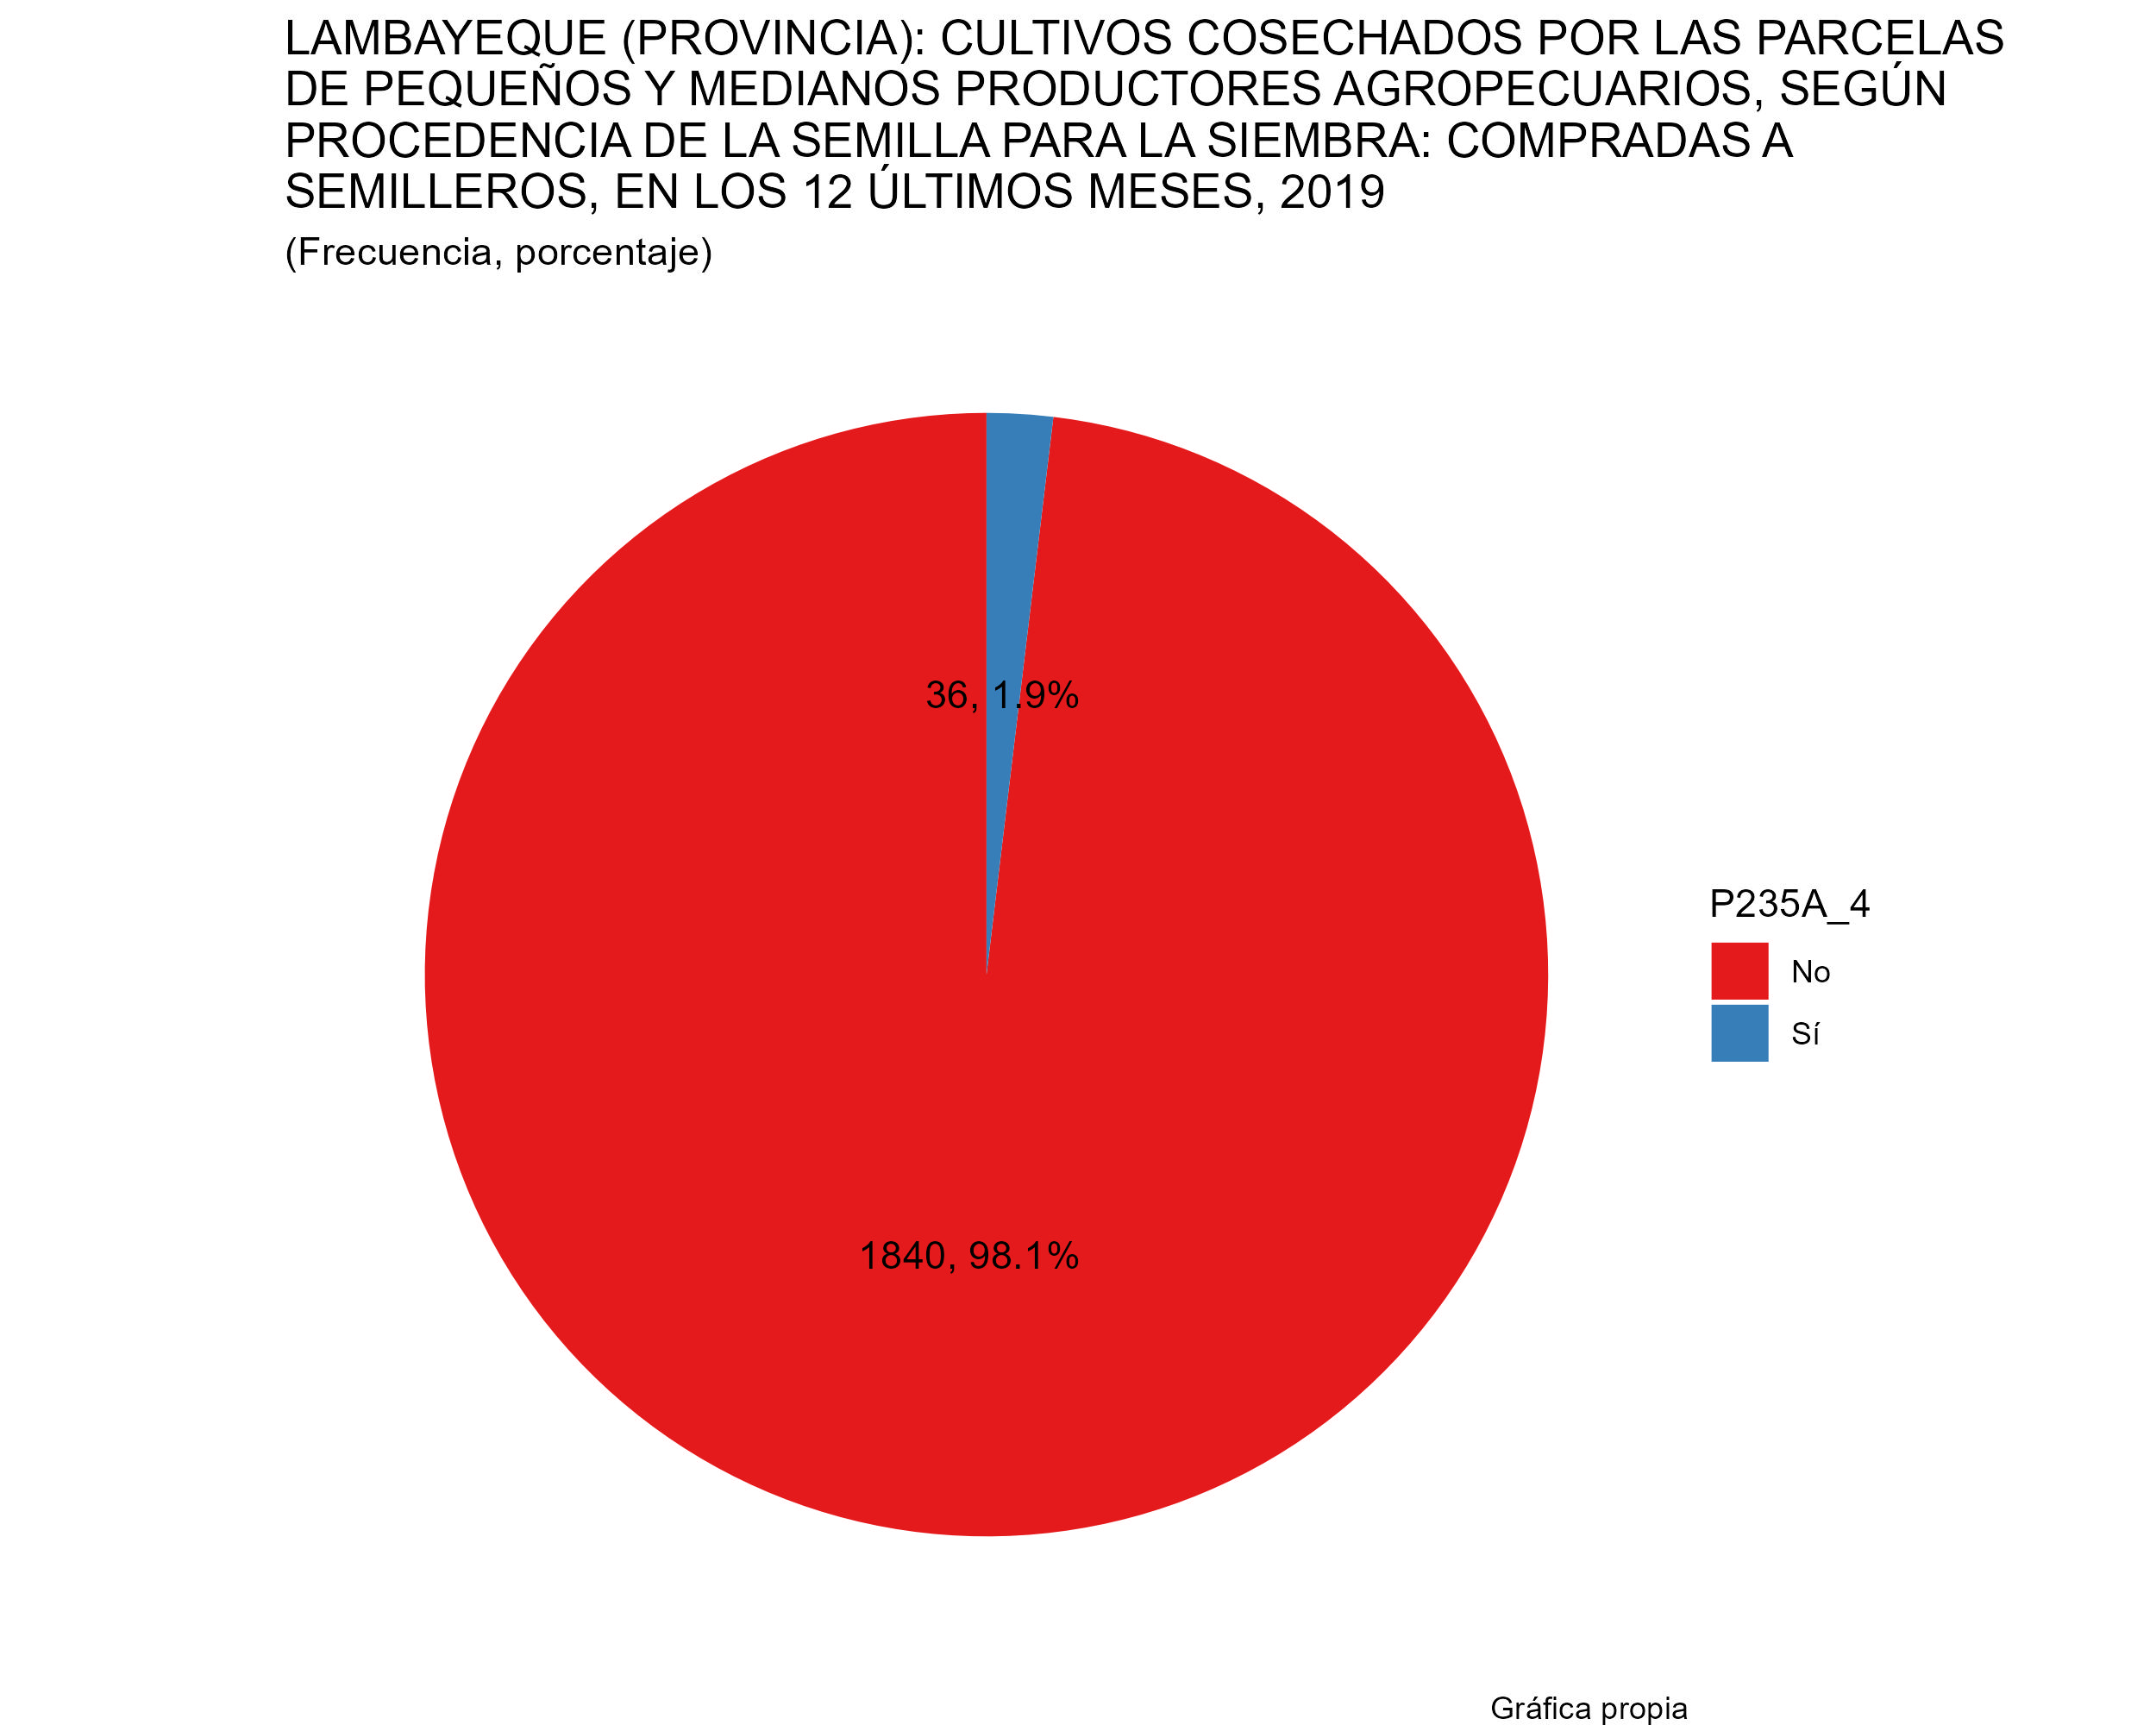 LAMBAYEQUE (PROVINCIA): CULTIVOS COSECHADOS POR LAS PARCELAS
DE PEQUEÑOS Y MEDIANOS PRODUCTORES AGROPECUARIOS, SEGÚN
PROCEDENCIA DE LA SEMILLA PARA LA SIEMBRA: COMPRADAS A
SEMILLEROS, EN LOS 12 ÚLTIMOS MESES, 2019
(Frecuencia, porcentaje)
36, 1.9%
1840, 98.1%
P235A_4
No
Sí
Gráfica propia